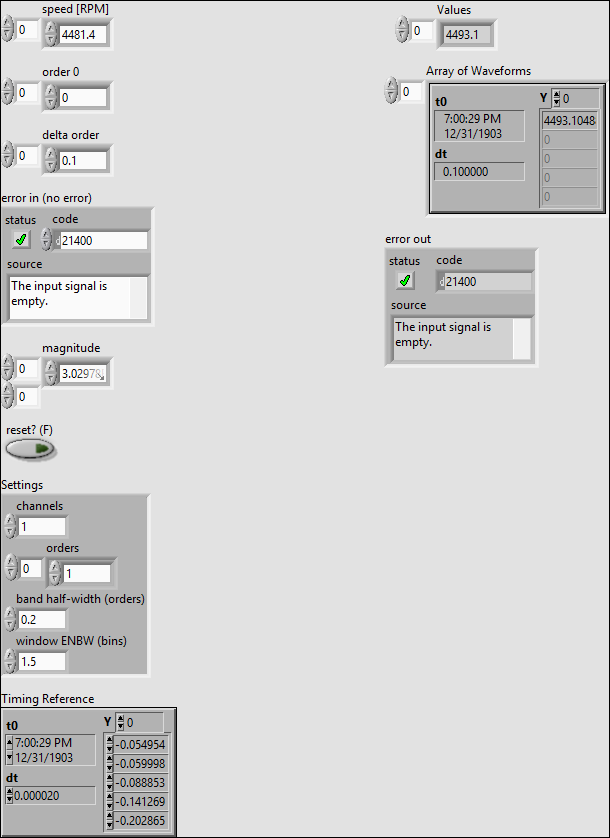 speed [RPM]
0 4481.4
order 0
0 0
delta order
0 0.1
error in (no error)
status code
d 21400
source
The input signal is
empty.
magnitude
0 3.0297
0
reset? (F)
Settings
channels
1
orders
0 1
band half-width (orders)
0.2
window ENBW (bins)
1.5
Timing Reference
t0
7:00:29 PM
12/31/1903
dt
0.000020
Y 0
-0.054954
-0.059998
-0.088853
-0.141269
-0.202865
Values
0 4493.1
Array of Waveforms
0
t0
7:00:29 PM
12/31/1903
dt
0.100000
Y 0
4493.1048
0
0
0
0
error out
status code
d 21400
source
The input signal is
empty.